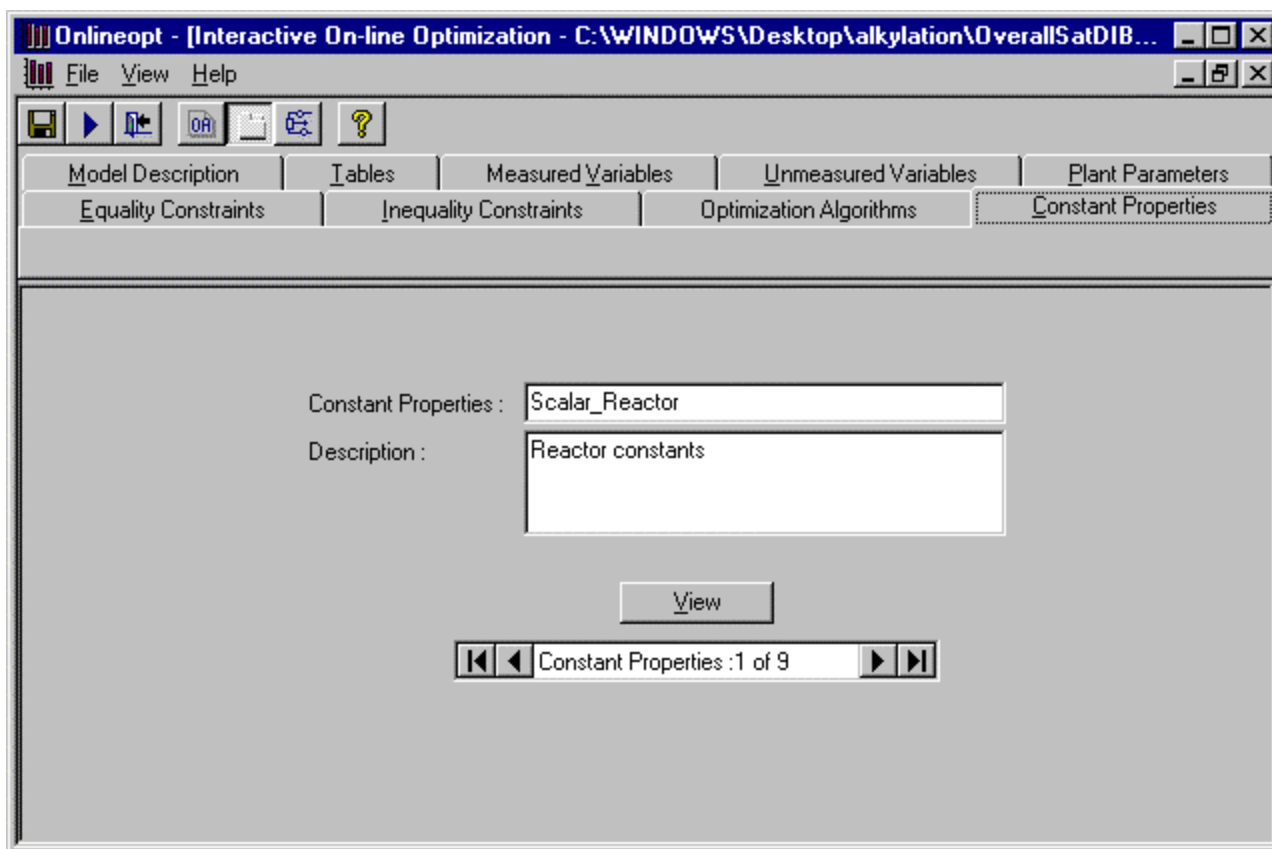 Onlineopt - [Interactive On-line Optimization - C:\WINDOWS\Desktop\alkylation\OverallSatDIB...
File View Help
OA ?
Model Description Tables Measured Variables Unmeasured Variables Plant Parameters
Equality Constraints Inequality Constraints Optimization Algorithms Constant Properties
Constant Properties : Scalar_Reactor
Description : Reactor constants
View
Constant Properties :1 of 9